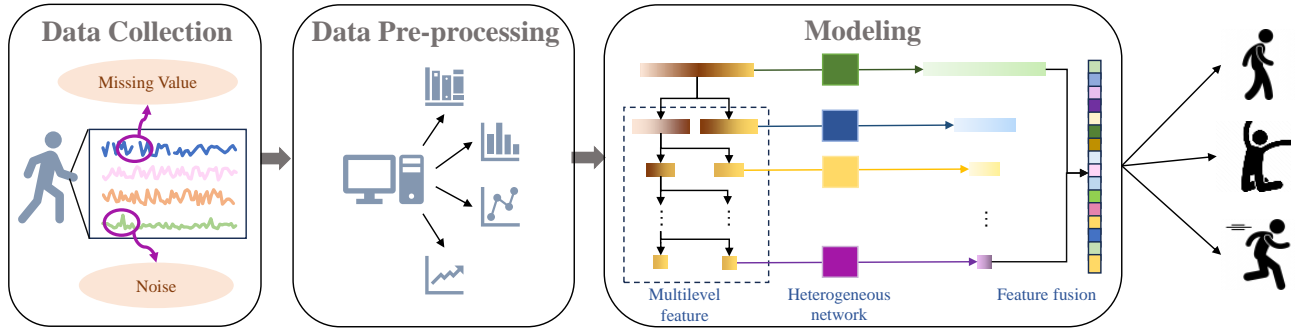 Data Collection
Missing Value
Noise
Data Pre-processing
Modeling
Multilevel
feature
Heterogeneous
network
Feature fusion